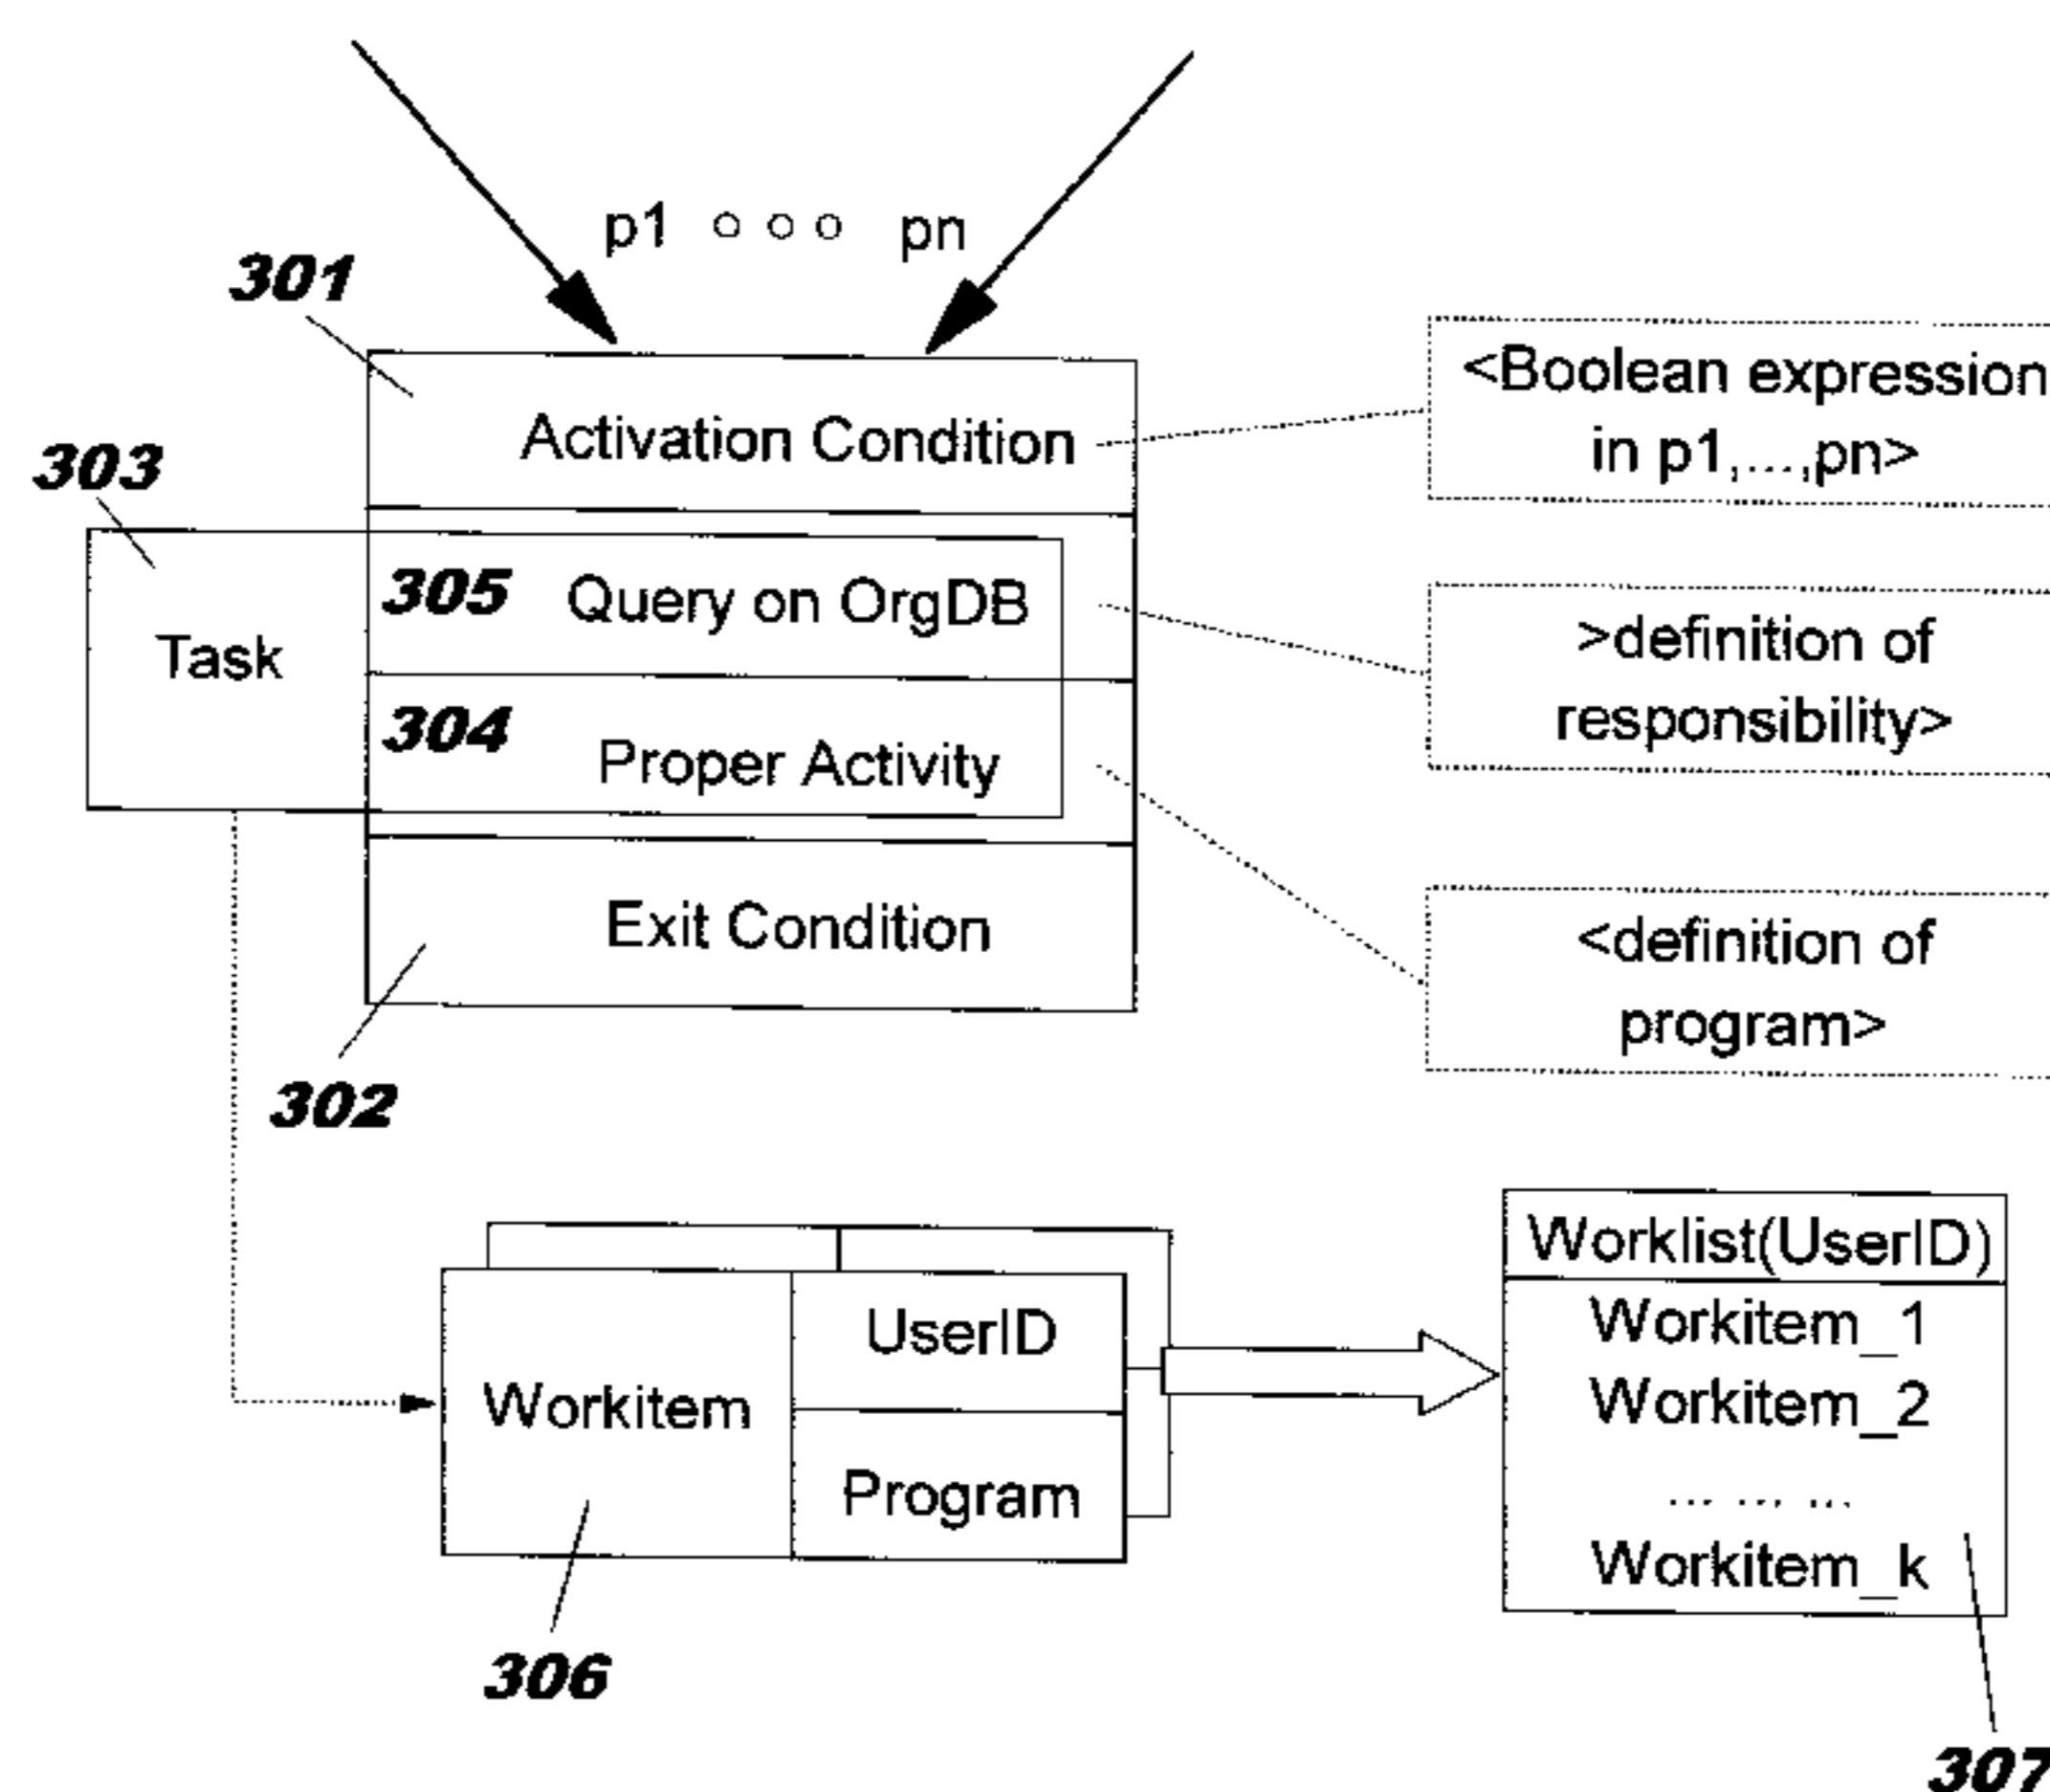 p1 ○ ○ ○ pn
301
Activation Condition
<Boolean expression
in p1,...,pn>
303
Task
305 Query on OrgDB
>definition of
responsibility>
304
Proper Activity
Exit Condition
<definition of
program>
302
Workitem
UserID
Program
306
Worklist(UserID)
Workitem_1
Workitem_2
... ... ...
Workitem_k
307